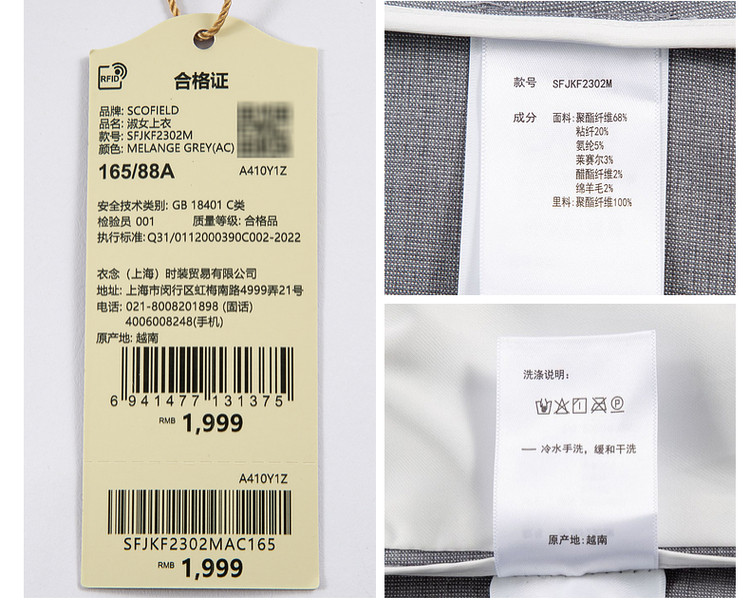 RFID
合格证
品牌: SCOFIELD
品名: 淑女上衣
款号: SFJKF2302M
颜色: MELANGE GREY(AC)
165/88A
A410Y1Z
安全技术类别: GB 18401 C类
检验员 001 质量等级: 合格品
执行标准: Q31/0112000390C002-2022
衣念（上海）时装贸易有限公司
地址: 上海市闵行区虹梅南路4999弄21号
电话: 021-8008201898 (面话)
4006008248(手机)
原产地: 越南
6 941477 131375
RMB 1,999
A410Y1Z
SFJKF2302MAC165
RMB 1,999
款号 SFJKF2302M
成分 面料:聚酯纤维68%
粘纤20%
氨纶5%
莱赛尔3%
醋酯纤维2%
绵羊毛2%
里料:聚酯纤维100%
洗涤说明:
P
一 冷水手洗，缓和干洗
原产地:越南